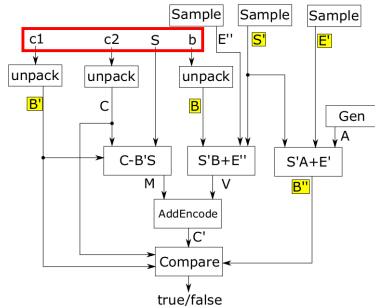 Sample Sample Sample
c1 c2 S b E'' S' E'
unpack unpack unpack
B' C B Gen
A
C-B'S S'B+E'' S'A+E'
M V B''
AddEncode
C'
Compare
true/false